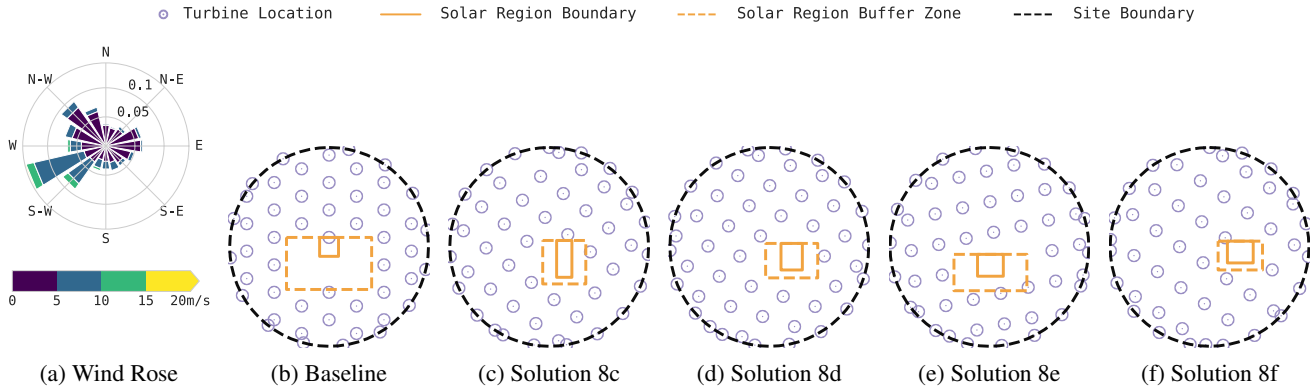 Turbine Location Solar Region Boundary Solar Region Buffer Zone Site Boundary
N
N-W N-E
0.1
0.05
W E
S-W S-E
S
0 5 10 15 20m/s
(a) Wind Rose (b) Baseline (c) Solution 8c (d) Solution 8d (e) Solution 8e (f) Solution 8f